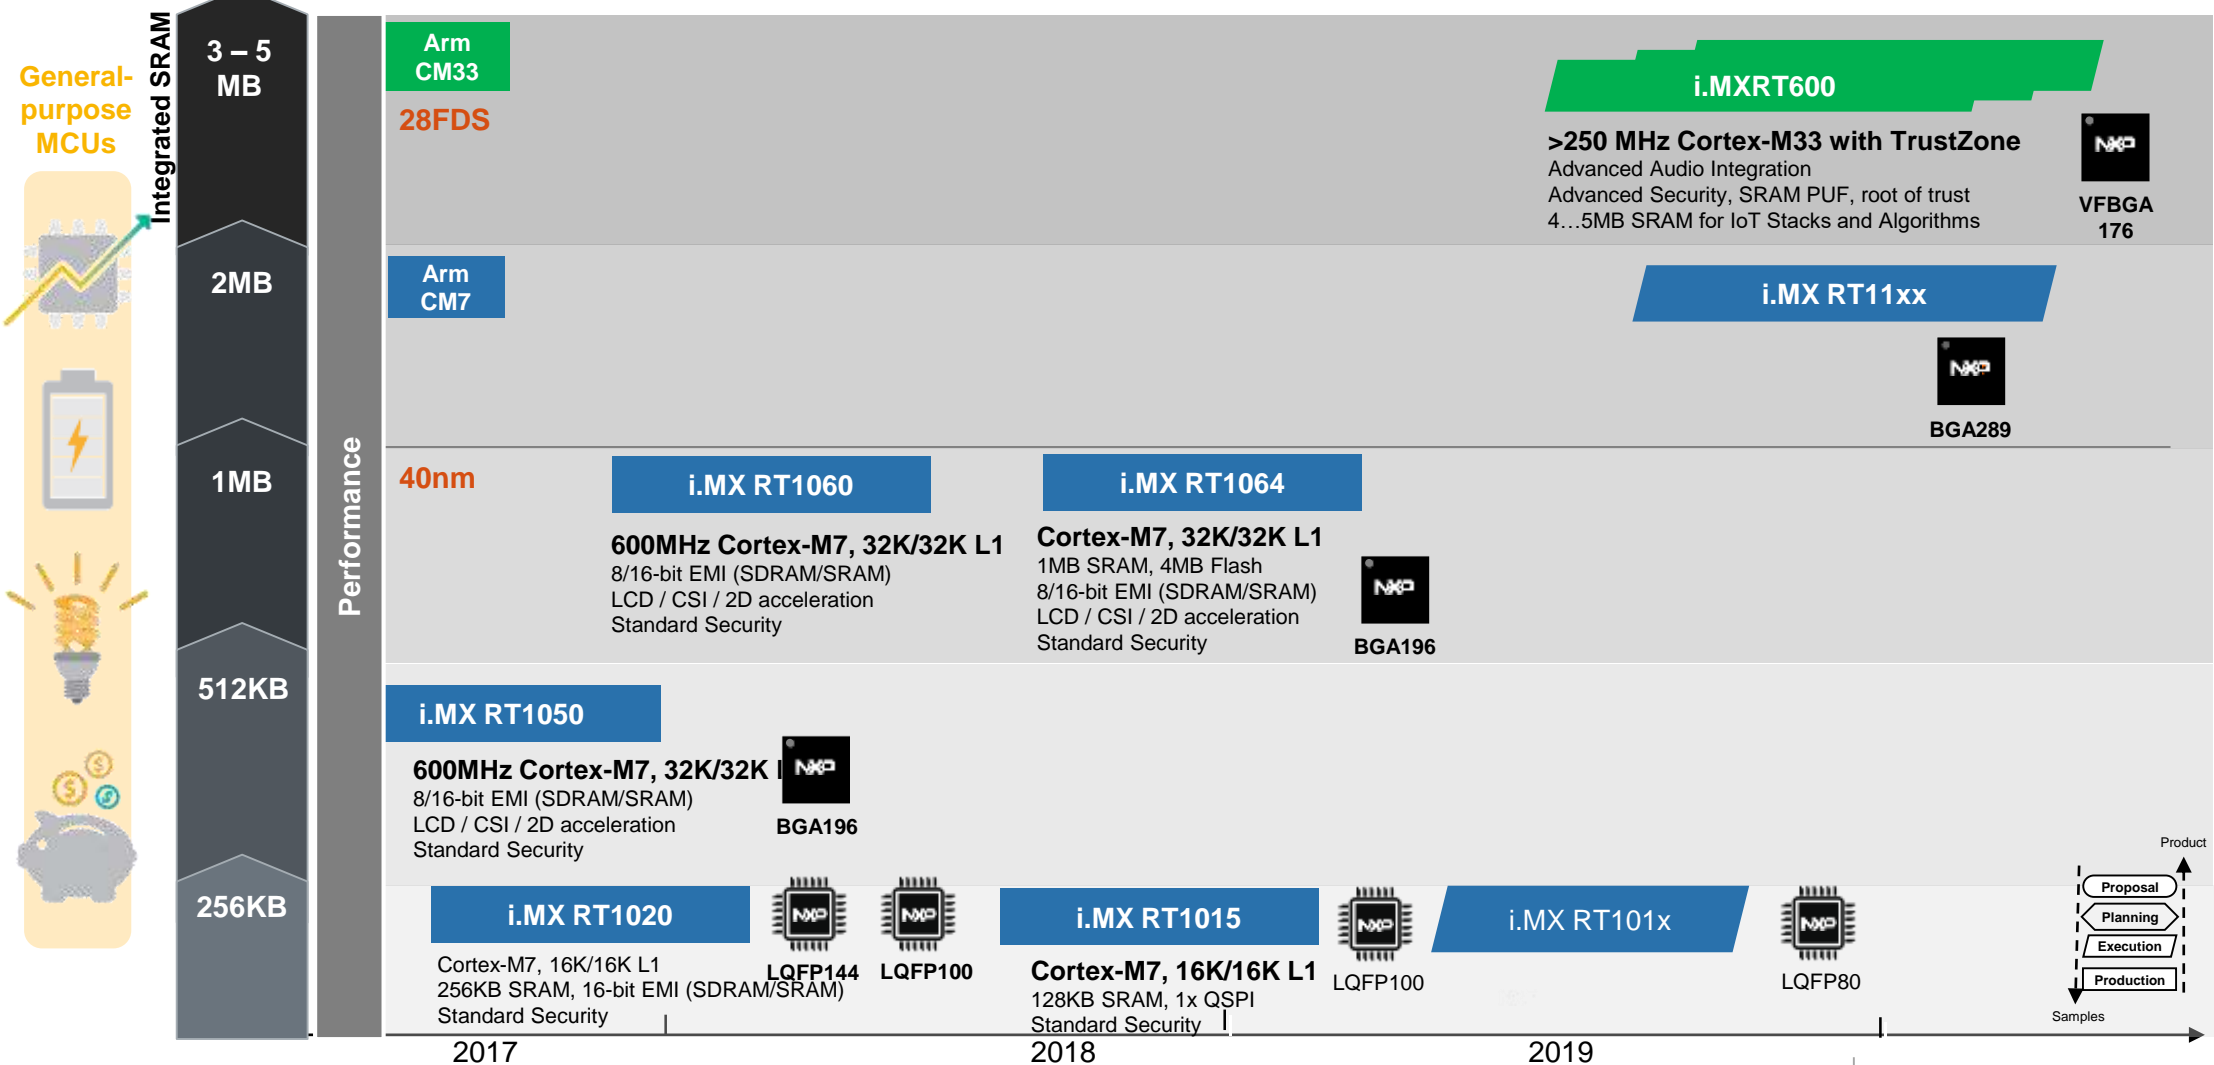 General-
purpose
MCUs
Integrated SRAM
3 – 5
MB
2MB
1MB
512KB
256KB
Performance
Arm
CM33
28FDS
i.MXRT600
>250 MHz Cortex-M33 with TrustZone
Advanced Audio Integration
Advanced Security, SRAM PUF, root of trust
4…5MB SRAM for IoT Stacks and Algorithms
NXP
VFBGA
176
Arm
CM7
i.MX RT11xx
NXP
BGA289
40nm
i.MX RT1060
600MHz Cortex-M7, 32K/32K L1
8/16-bit EMI (SDRAM/SRAM)
LCD / CSI / 2D acceleration
Standard Security
i.MX RT1064
Cortex-M7, 32K/32K L1
1MB SRAM, 4MB Flash
8/16-bit EMI (SDRAM/SRAM)
LCD / CSI / 2D acceleration
Standard Security
NXP
BGA196
i.MX RT1050
600MHz Cortex-M7, 32K/32K
8/16-bit EMI (SDRAM/SRAM)
LCD / CSI / 2D acceleration
Standard Security
NXP
BGA196
i.MX RT1020
Cortex-M7, 16K/16K L1
256KB SRAM, 16-bit EMI (SDRAM/SRAM)
Standard Security
NXP
LQFP144
NXP
LQFP100
i.MX RT1015
Cortex-M7, 16K/16K L1
128KB SRAM, 1x QSPI
Standard Security
NXP
LQFP100
i.MX RT101x
NXP
LQFP80
Product
Proposal
Planning
Execution
Production
Samples
2017
2018
2019